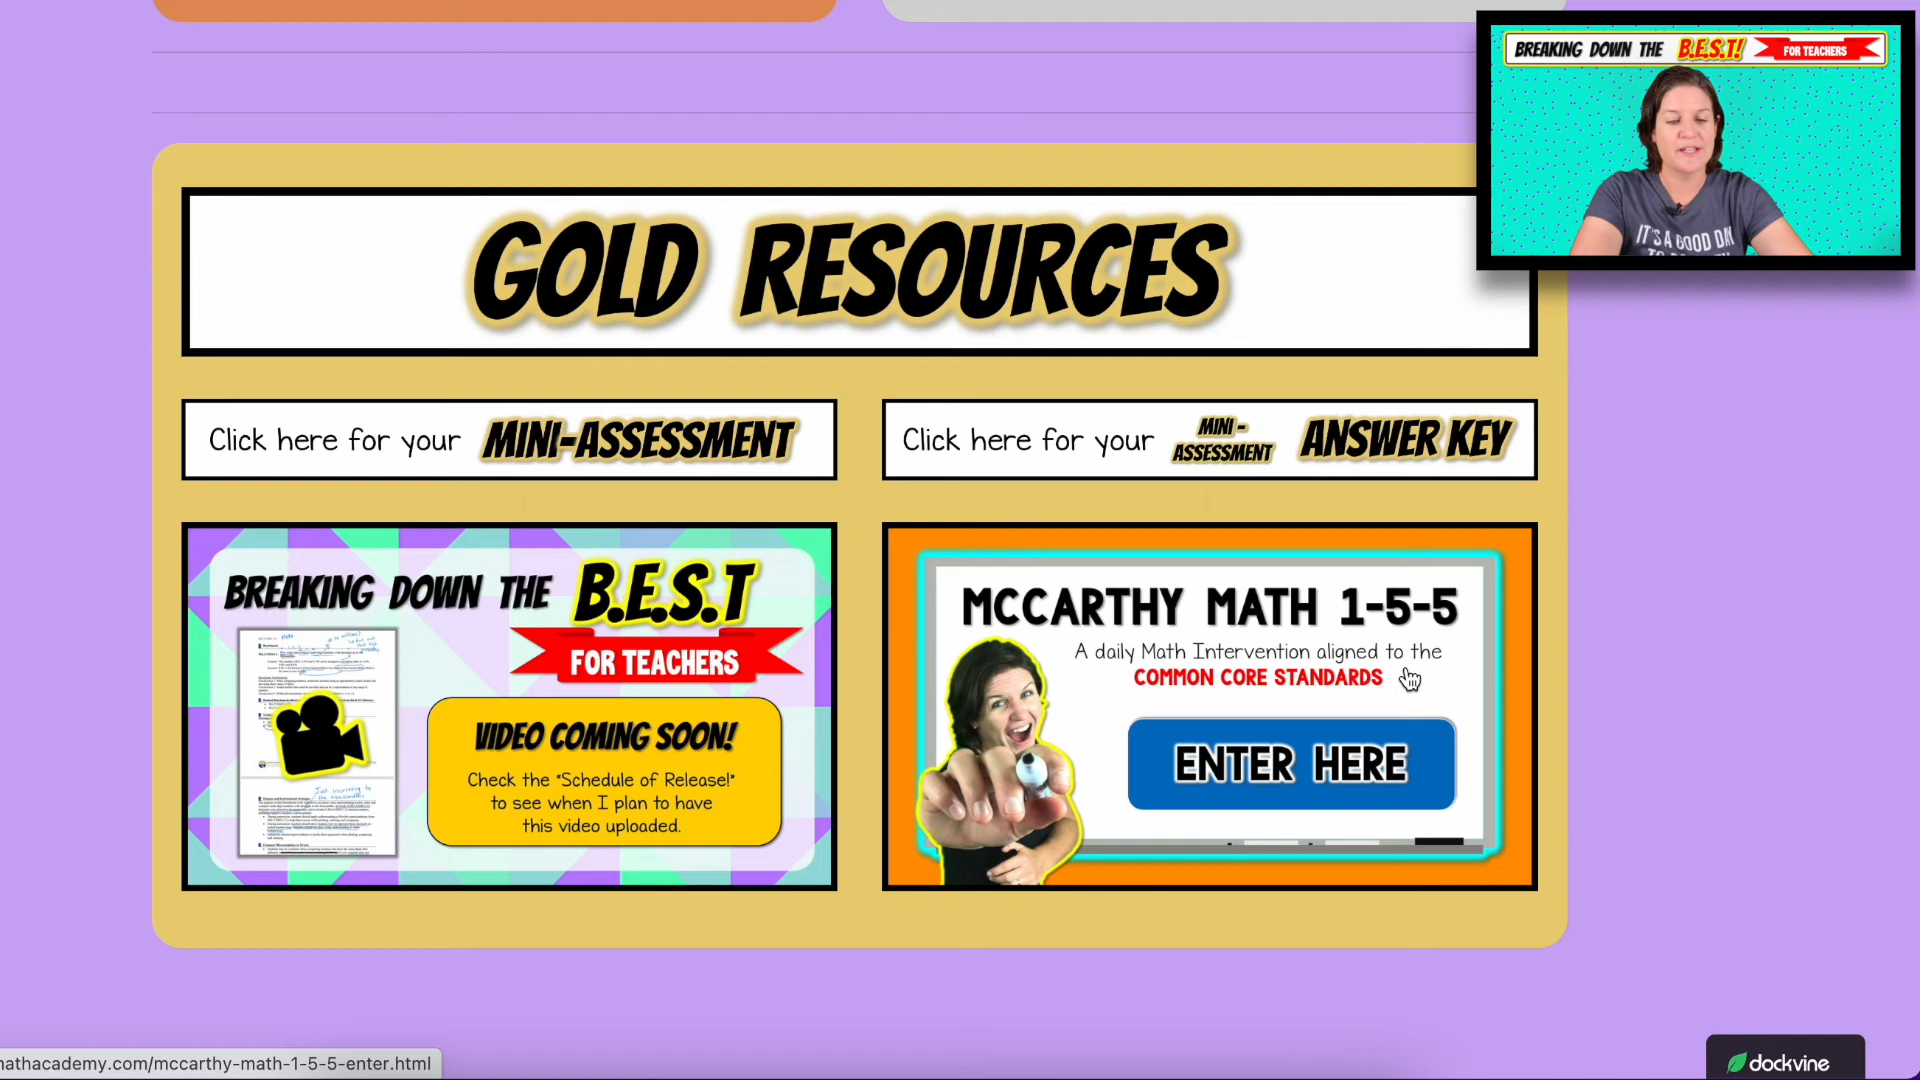 BREAKING DOWN THE B.E.S.T! FOR TEACHERS
IT'S A GOOD DAY
GOLD RESOURCES
Click here for your MINI-ASSESSMENT
Click here for your MINI-ASSESSMENT ANSWER KEY
BREAKING DOWN THE B.E.S.T
FOR TEACHERS
VIDEO COMING SOON!
Check the "Schedule of Release!"
to see when I plan to have
this video uploaded.
MCCARTHY MATH 1-5-5
A daily Math Intervention aligned to the
COMMON CORE STANDARDS
ENTER HERE
mathacademy.com/mccarthy-math-1-5-5-enter.html
dockvine